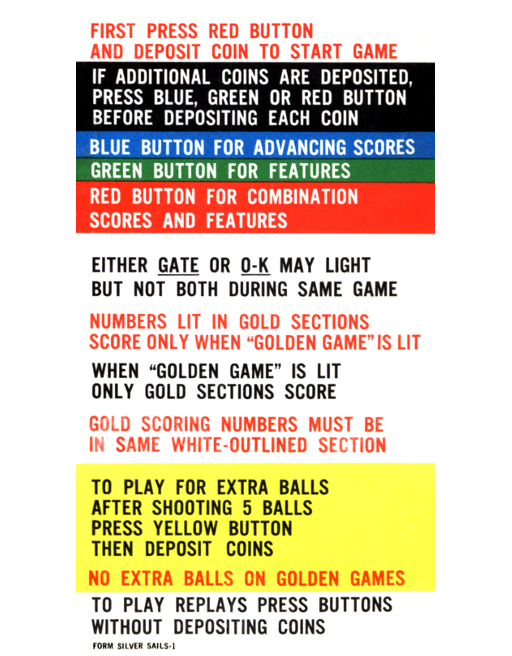 FIRST PRESS RED BUTTON
AND DEPOSIT COIN TO START GAME
IF ADDITIONAL COINS ARE DEPOSITED,
PRESS BLUE, GREEN OR RED BUTTON
BEFORE DEPOSITING EACH COIN
BLUE BUTTON FOR ADVANCING SCORES
GREEN BUTTON FOR FEATURES
RED BUTTON FOR COMBINATION
SCORES AND FEATURES
EITHER GATE OR O-K MAY LIGHT
BUT NOT BOTH DURING SAME GAME
NUMBERS LIT IN GOLD SECTIONS
SCORE ONLY WHEN “GOLDEN GAME” IS LIT
WHEN “GOLDEN GAME” IS LIT
ONLY GOLD SECTIONS SCORE
GOLD SCORING NUMBERS MUST BE
IN SAME WHITE-OUTLINED SECTION
TO PLAY FOR EXTRA BALLS
AFTER SHOOTING 5 BALLS
PRESS YELLOW BUTTON
THEN DEPOSIT COINS
NO EXTRA BALLS ON GOLDEN GAMES
TO PLAY REPLAYS PRESS BUTTONS
WITHOUT DEPOSITING COINS
FORM SILVER SAILS-1